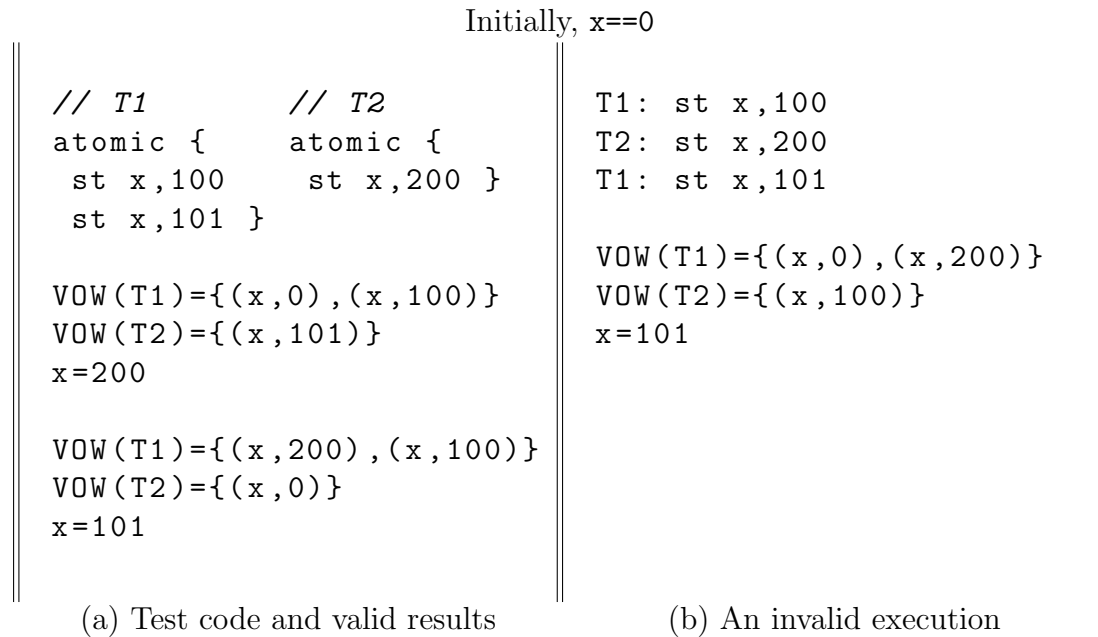 Initially, x==0
// T1 // T2
atomic { atomic {
st x,100 st x,200 }
st x,101 }
VOW(T1)={(x,0),(x,100)}
VOW(T2)={(x,101)}
x=200
VOW(T1)={(x,200),(x,100)}
VOW(T2)={(x,0)}
x=101
(a) Test code and valid results
T1: st x,100
T2: st x,200
T1: st x,101
VOW(T1)={(x,0),(x,200)}
VOW(T2)={(x,100)}
x=101
(b) An invalid execution